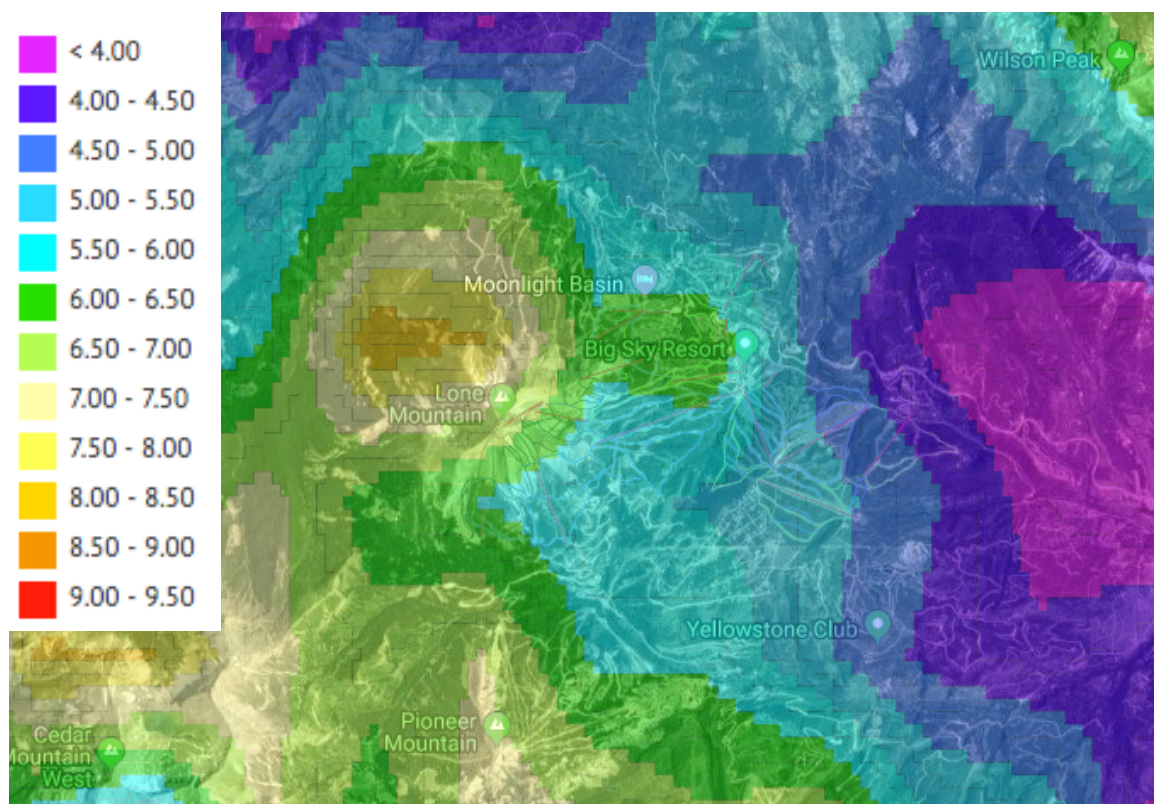 < 4.00
4.00 - 4.50
4.50 - 5.00
5.00 - 5.50
5.50 - 6.00
6.00 - 6.50
6.50 - 7.00
7.00 - 7.50
7.50 - 8.00
8.00 - 8.50
8.50 - 9.00
9.00 - 9.50
Wilson Peak
Moonlight Basin
Big Sky Resort
Lone
Mountain
Yellowstone Club
Pioneer
Mountain
Cedar
Mountain
West